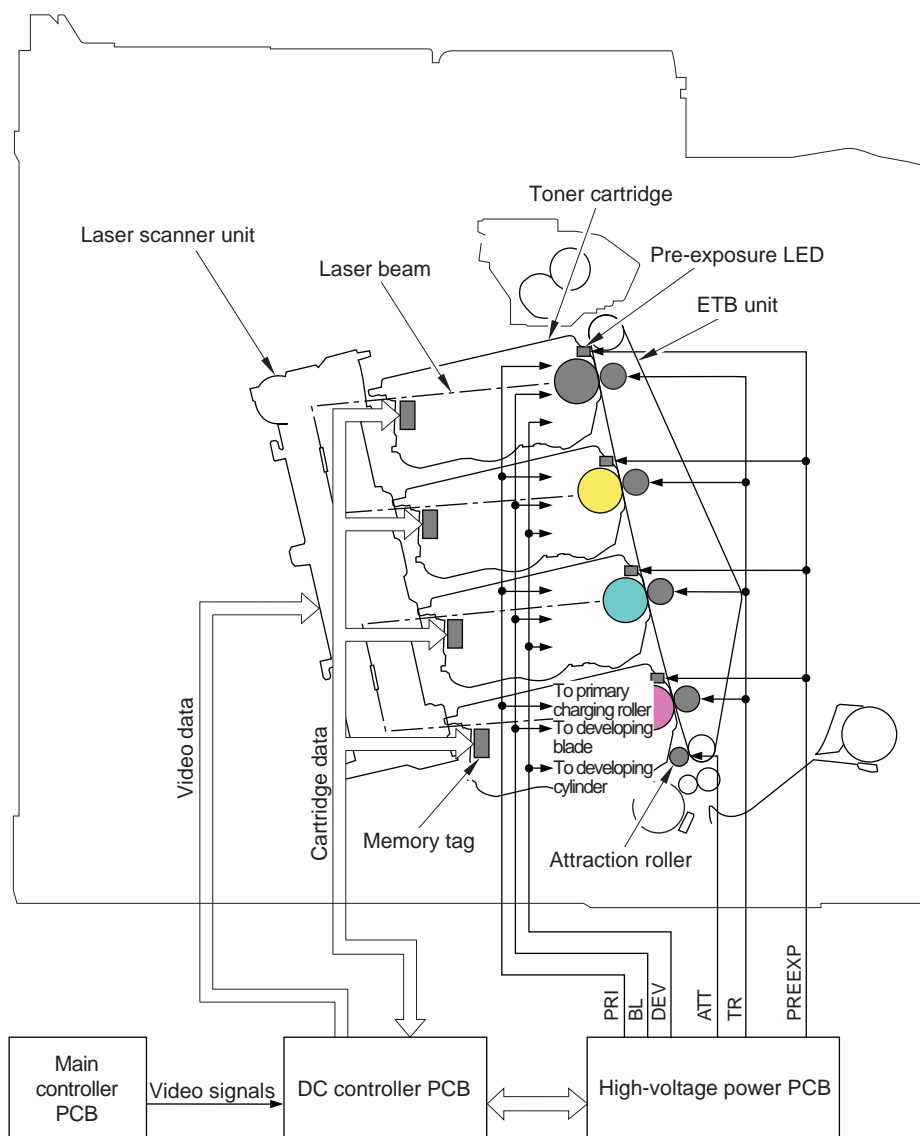 Toner cartridge
Laser scanner unit
Pre-exposure LED
Laser beam
ETB unit
To primary
charging roller
To developing
blade
To developing
cylinder
Video data
Cartridge data
Memory tag
Attraction roller
PRI
BL
DEV
ATT
TR
PREEXP
Main
controller
PCB
Video signals
DC controller PCB
High-voltage power PCB